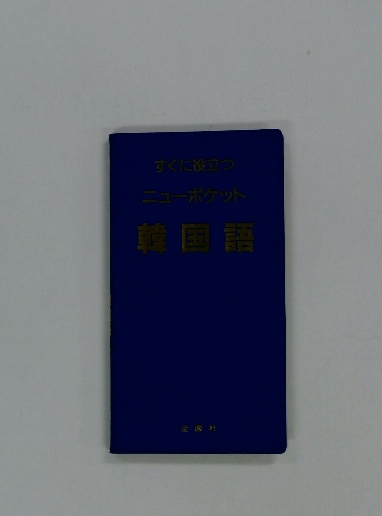 すぐに役立つ
ニューポケット
韓国語